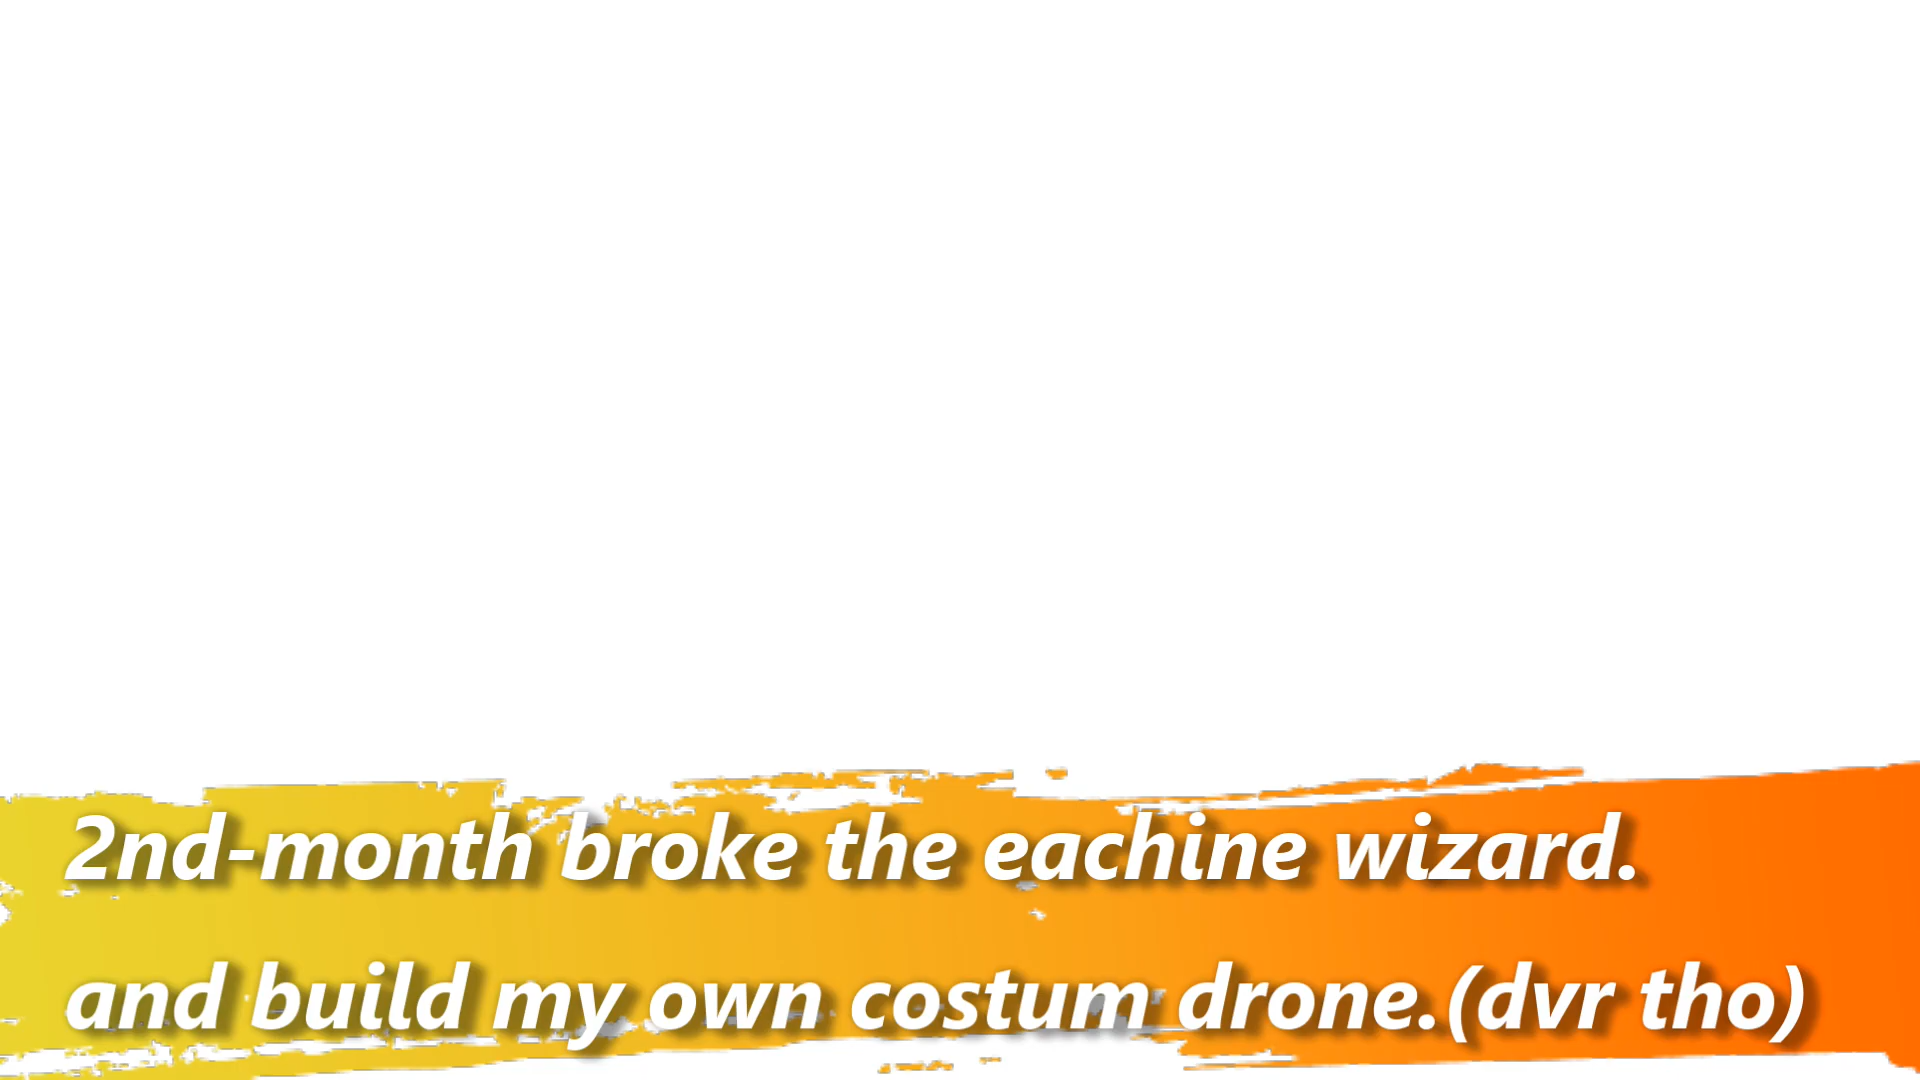 2nd-month broke the eachine wizard.
and build my own costum drone.(dvr tho)